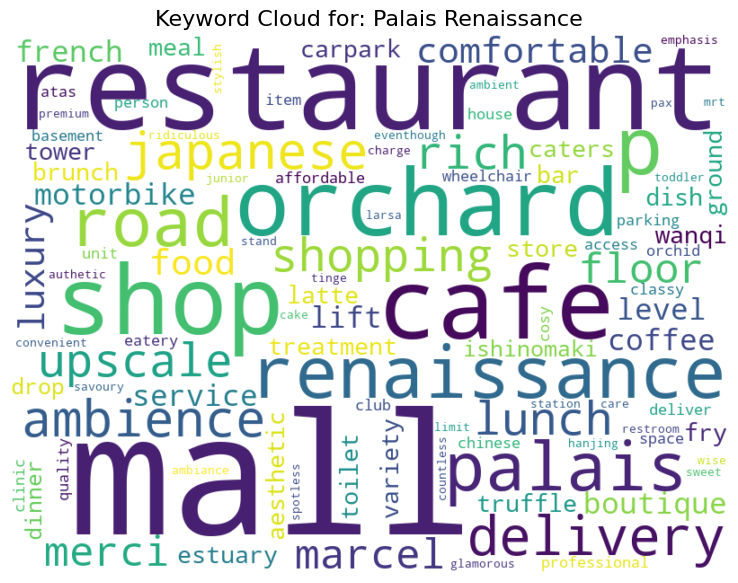 Keyword Cloud for: Palais Renaissance
french meal stylish carpark comfortable emphasis
restaurant
atas premium person item ambient house pax mrt
basement ridiculous eventhough p
tower japanese charge rich caters ground
brunch junior affordable wheelchair bar toddler
motorbike orchard dish
luxury road larsa parking wanqi
unit food stand shopping store access orchid
authetic shop tinge cafe floor classy
latte lift cosy level
convenient eatery cake treatment ishinomaki coffee
upscale renaissance
drop savoury service club station care deliver
ambience lunch restroom space fry
mall limit chinese hanjing
clinic dinner quality ambiance aesthetic spotless toilet variety countless palais wise sweet
truffle boutique
delivery
merci estuary marcel glamorous professional